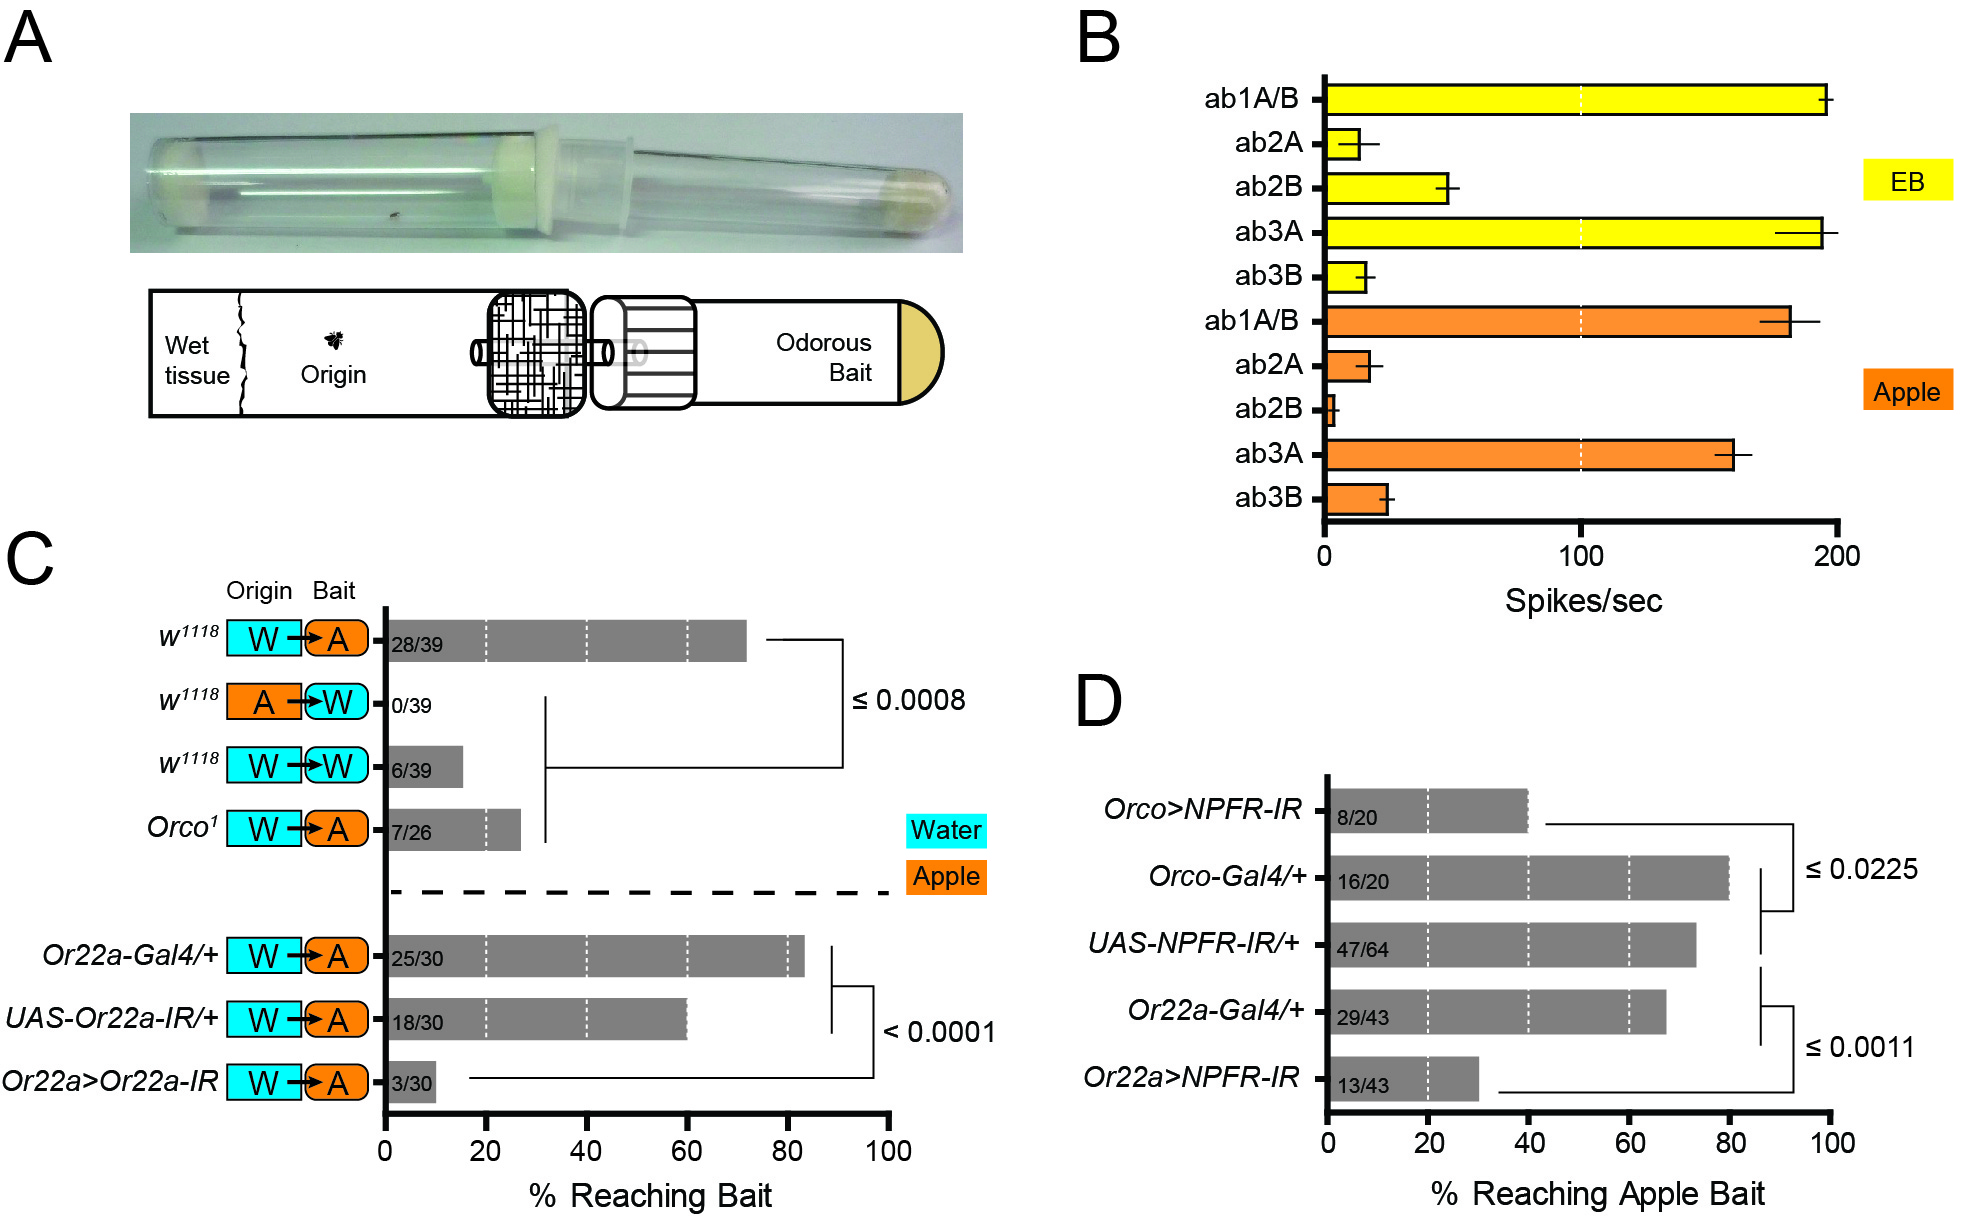 A
Wet
tissue
Origin
Odorous
Bait
B
ab1A/B
ab2A
ab2B
ab3A
ab3B
ab1A/B
ab2A
ab2B
ab3A
ab3B
EB
Apple
0 100 200
Spikes/sec
C
Origin Bait
w1118 W A 28/39
w1118 A W 0/39
w1118 W W 6/39
Orco1 W A 7/26
≤ 0.0008
Water
Apple
Or22a-Gal4/+ W A 25/30
UAS-Or22a-IR/+ W A 18/30
Or22a>Or22a-IR W A 3/30
< 0.0001
0 20 40 60 80 100
% Reaching Bait
D
Orco>NPFR-IR 8/20
Orco-Gal4/+ 16/20
UAS-NPFR-IR/+ 47/64
Or22a-Gal4/+ 29/43
Or22a>NPFR-IR 13/43
≤ 0.0225
≤ 0.0011
0 20 40 60 80 100
% Reaching Apple Bait